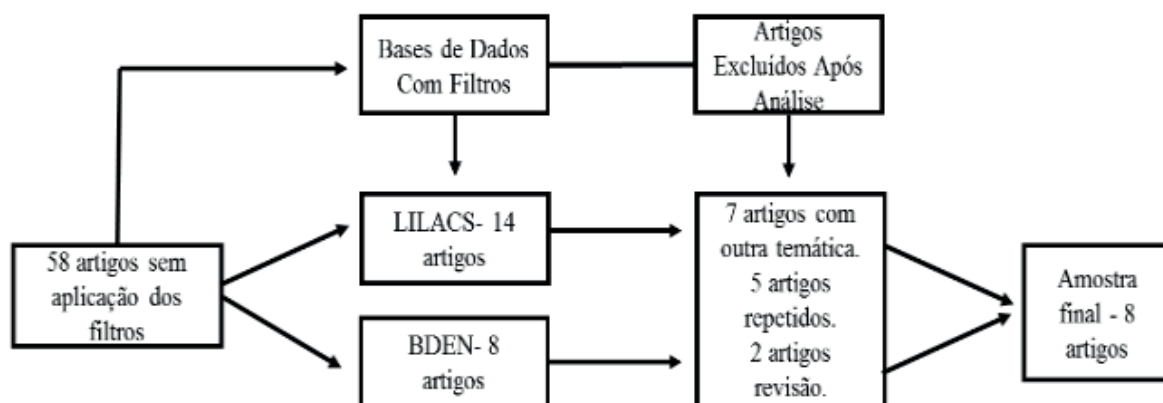 Bases de Dados
Com Filtros
Artigos
Excluídos Após
Análise
58 artigos sem
aplicação dos
filtros
LILACS- 14
artigos
BDEN- 8
artigos
7 artigos com
outra temática.
5 artigos
repetidos.
2 artigos
revisão.
Amostra
final - 8
artigos